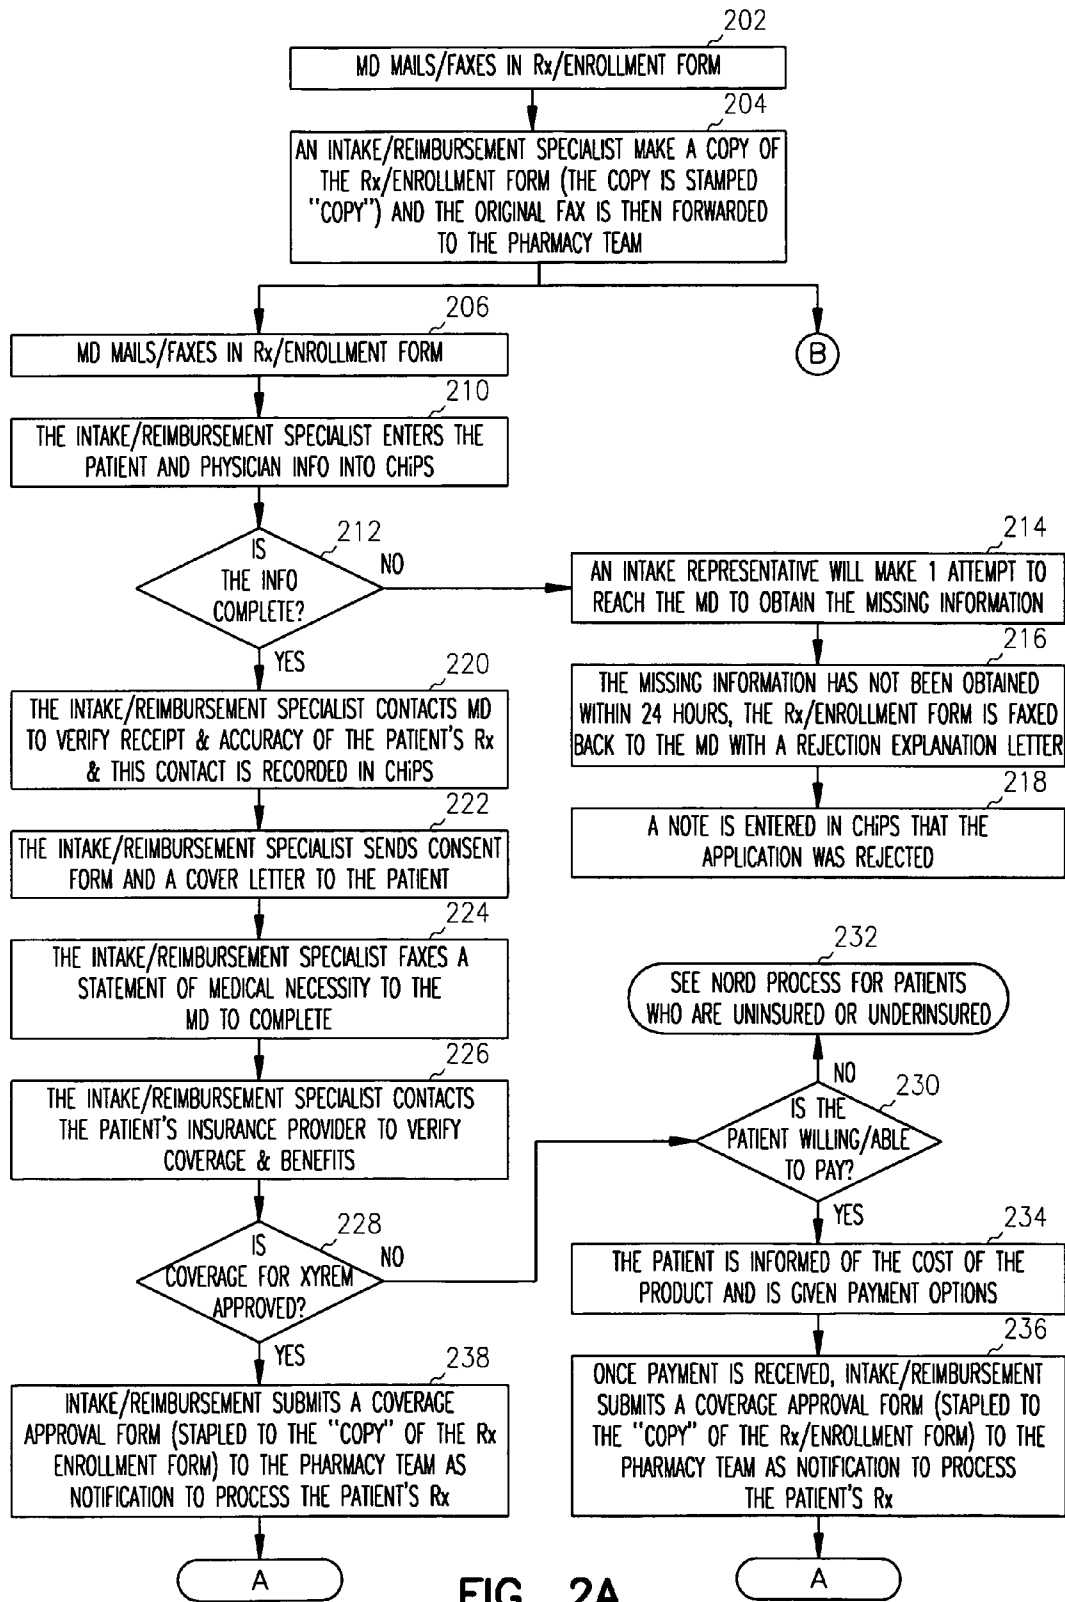 202
MD MAILS/FAXES IN Rx/ENROLLMENT FORM
204
AN INTAKE/REIMBURSEMENT SPECIALIST MAKE A COPY OF
THE Rx/ENROLLMENT FORM (THE COPY IS STAMPED
"COPY") AND THE ORIGINAL FAX IS THEN FORWARDED
TO THE PHARMACY TEAM
206
MD MAILS/FAXES IN Rx/ENROLLMENT FORM
B
210
THE INTAKE/REIMBURSEMENT SPECIALIST ENTERS THE
PATIENT AND PHYSICIAN INFO INTO CHiPS
212
IS
THE INFO
COMPLETE?
NO
YES
214
AN INTAKE REPRESENTATIVE WILL MAKE 1 ATTEMPT TO
REACH THE MD TO OBTAIN THE MISSING INFORMATION
216
THE MISSING INFORMATION HAS NOT BEEN OBTAINED
WITHIN 24 HOURS, THE Rx/ENROLLMENT FORM IS FAXED
BACK TO THE MD WITH A REJECTION EXPLANATION LETTER
218
A NOTE IS ENTERED IN CHiPS THAT THE
APPLICATION WAS REJECTED
220
THE INTAKE/REIMBURSEMENT SPECIALIST CONTACTS MD
TO VERIFY RECEIPT & ACCURACY OF THE PATIENT'S Rx
& THIS CONTACT IS RECORDED IN CHiPS
222
THE INTAKE/REIMBURSEMENT SPECIALIST SENDS CONSENT
FORM AND A COVER LETTER TO THE PATIENT
224
THE INTAKE/REIMBURSEMENT SPECIALIST FAXES A
STATEMENT OF MEDICAL NECESSITY TO THE
MD TO COMPLETE
226
THE INTAKE/REIMBURSEMENT SPECIALIST CONTACTS
THE PATIENT'S INSURANCE PROVIDER TO VERIFY
COVERAGE & BENEFITS
228
IS
COVERAGE FOR XYREM
APPROVED?
NO
YES
232
SEE NORD PROCESS FOR PATIENTS
WHO ARE UNINSURED OR UNDERINSURED
NO
230
IS THE
PATIENT WILLING/ABLE
TO PAY?
YES
234
THE PATIENT IS INFORMED OF THE COST OF THE
PRODUCT AND IS GIVEN PAYMENT OPTIONS
236
ONCE PAYMENT IS RECEIVED, INTAKE/REIMBURSEMENT
SUBMITS A COVERAGE APPROVAL FORM (STAPLED TO
THE "COPY" OF THE Rx/ENROLLMENT FORM) TO THE
PHARMACY TEAM AS NOTIFICATION TO PROCESS
THE PATIENT'S Rx
A
238
INTAKE/REIMBURSEMENT SUBMITS A COVERAGE
APPROVAL FORM (STAPLED TO THE "COPY" OF THE Rx
ENROLLMENT FORM) TO THE PHARMACY TEAM AS
NOTIFICATION TO PROCESS THE PATIENT'S Rx
A
FIG. 2A